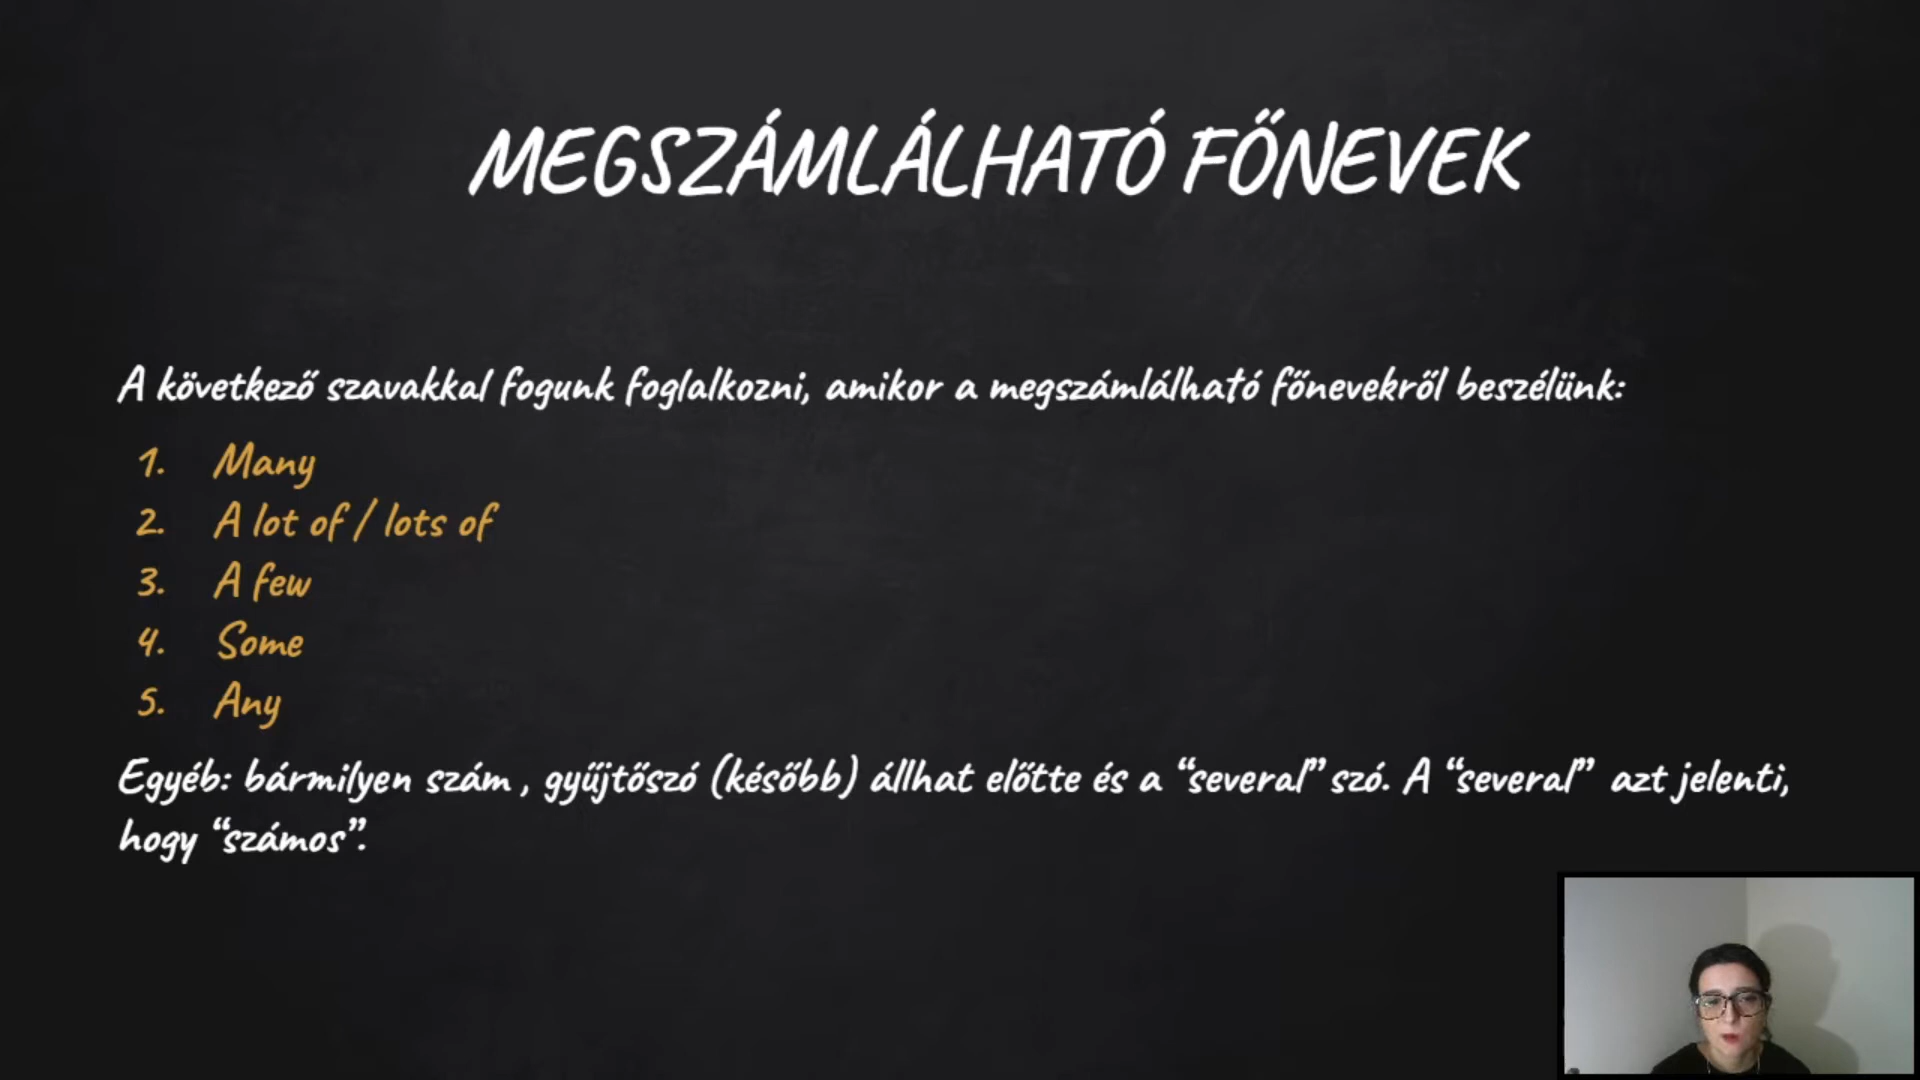 MEGSZÁMLÁLHATÓ FŐNEVEK
A következő szavakkal fogunk foglalkozni, amikor a megszámlálható főnevekről beszélünk:
1. Many
2. A lot of / lots of
3. A few
4. Some
5. Any
Egyéb: bármilyen szám , gyűjtőszó (később) állhat előtte és a “several” szó. A “several” azt jelenti,
hogy “számos”.